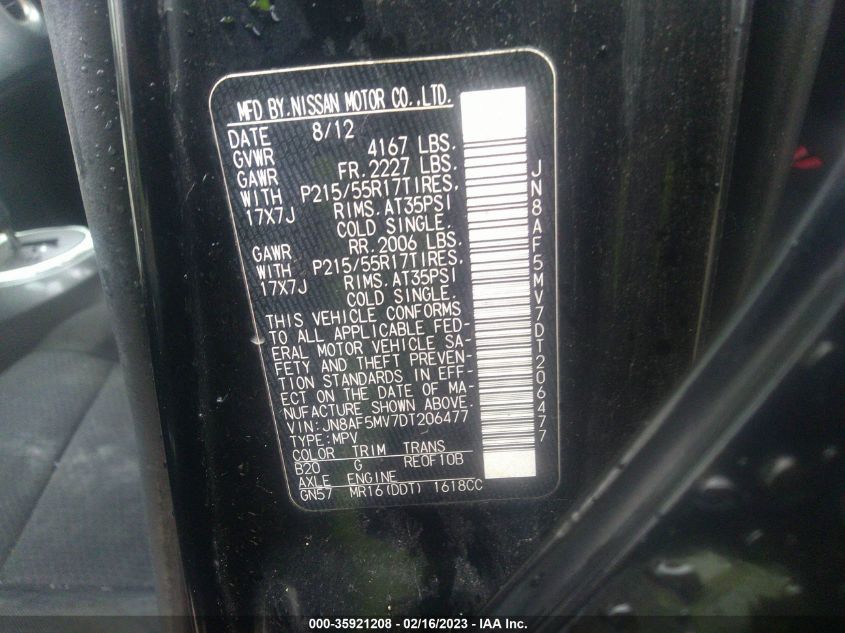 MFD BY.NISSAN MOTOR CO.,LTD.
DATE 8/12
GVWR 4167 LBS.
GAWR FR.2227 LBS.
WITH P215/55R17TIRES,
17X7J RIMS.AT35PSI
COLD SINGLE.
GAWR RR.2006 LBS.
WITH P215/55R17TIRES,
17X7J RIMS.AT35PSI
COLD SINGLE.
THIS VEHICLE CONFORMS
TO ALL APPLICABLE FED-
ERAL MOTOR VEHICLE SA-
FETY AND THEFT PREVEN-
TION STANDARDS IN EFF-
ECT ON THE DATE OF MA-
NUFACTURE SHOWN ABOVE.
VIN:JN8AF5MV7DT206477
TYPE:MPV
COLOR TRIM TRANS
B20 G RE0F10B
AXLE ENGINE
GN57 MR16(DDT) 1618CC
JN8AF5MV7DT206477
000-35921208 - 02/16/2023 - IAA Inc.